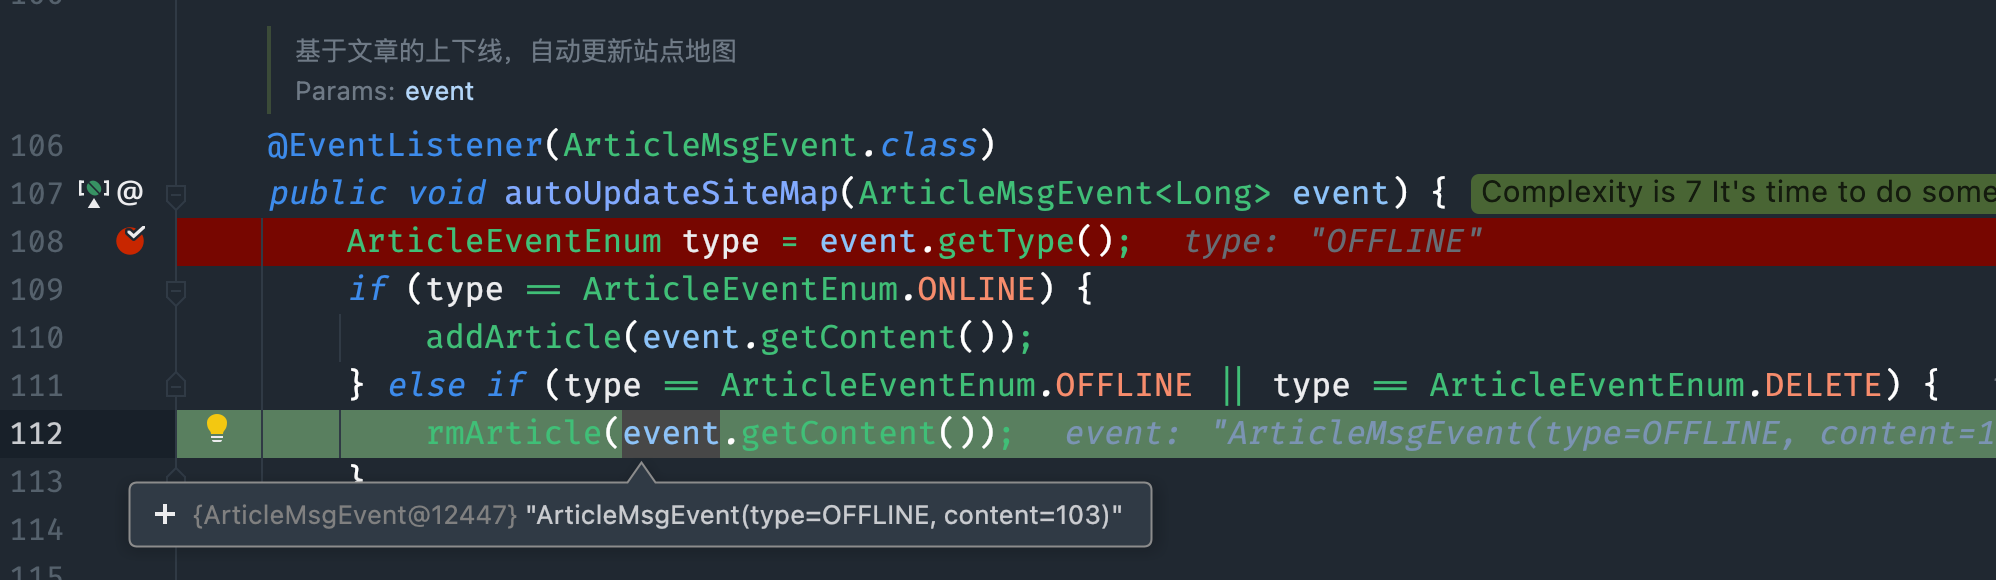 基于文章的上下线，自动更新站点地图
Params: event
106 @EventListener(ArticleMsgEvent.class)
107 @ public void autoUpdateSiteMap(ArticleMsgEvent<Long> event) { Complexity is 7 It's time to do some
108 ArticleEventEnum type = event.getType(); type: "OFFLINE"
109 if (type == ArticleEventEnum.ONLINE) {
110 addArticle(event.getContent());
111 } else if (type == ArticleEventEnum.OFFLINE || type == ArticleEventEnum.DELETE) {
112 rmArticle(event.getContent()); event: "ArticleMsgEvent(type=OFFLINE, content=1
113 }
+ {ArticleMsgEvent@12447} "ArticleMsgEvent(type=OFFLINE, content=103)"
114
115